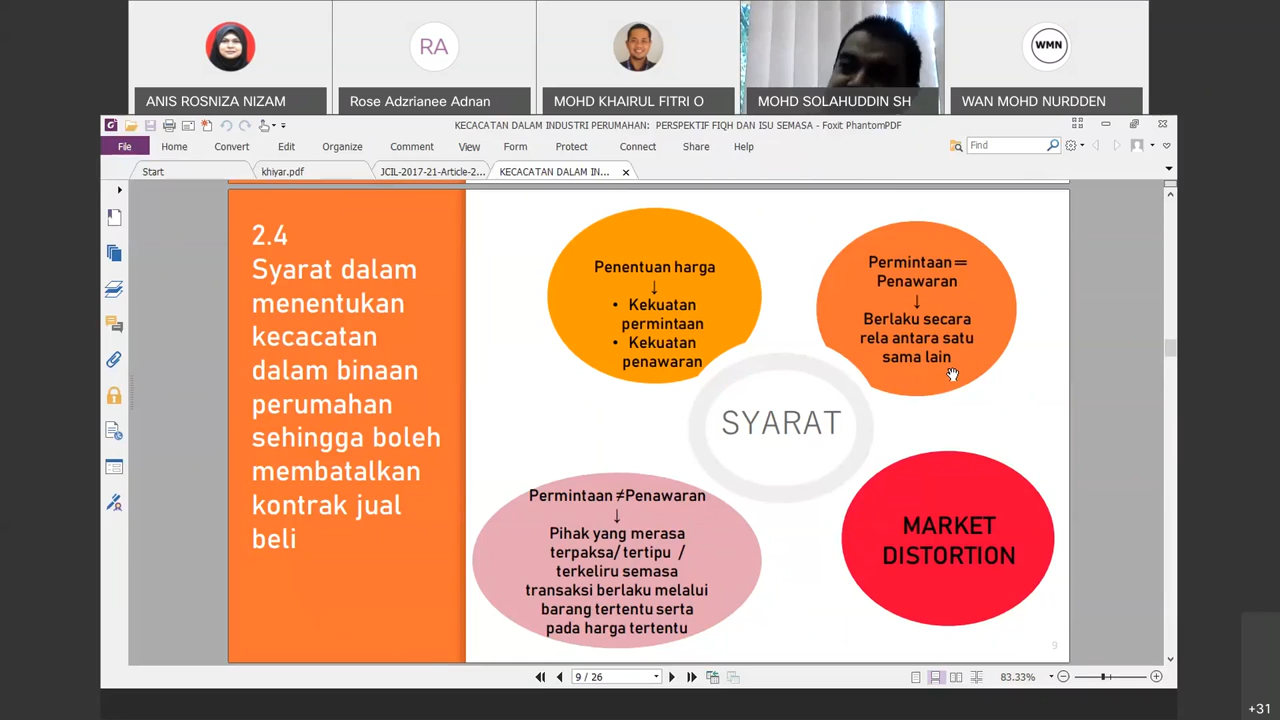 RA
WMN
ANIS ROSNIZA NIZAM
Rose Adzrianee Adnan
MOHD KHAIRUL FITRI O
MOHD SOLAHUDDIN SH
WAN MOHD NURDDEN
KECACATAN DALAM INDUSTRI PERUMAHAN: PERSPEKTIF FIQH DAN ISU SEMASA - Foxit PhantomPDF
File Home Convert Edit Organize Comment View Form Protect Connect Share Help Find
Start khiyar.pdf JCIL-2017-21-Article-2... KECACATAN DALAM IN...
2.4
Syarat dalam
menentukan
kecacatan
dalam binaan
perumahan
sehingga boleh
membatalkan
kontrak jual
beli
Penentuan harga
↓
• Kekuatan
permintaan
• Kekuatan
penawaran
Permintaan =
Penawaran
↓
Berlaku secara
rela antara satu
sama lain
SYARAT
Permintaan ≠Penawaran
↓
Pihak yang merasa
terpaksa/ tertipu /
terkeliru semasa
transaksi berlaku melalui
barang tertentu serta
pada harga tertentu
MARKET
DISTORTION
9
9 / 26
83.33%
+31